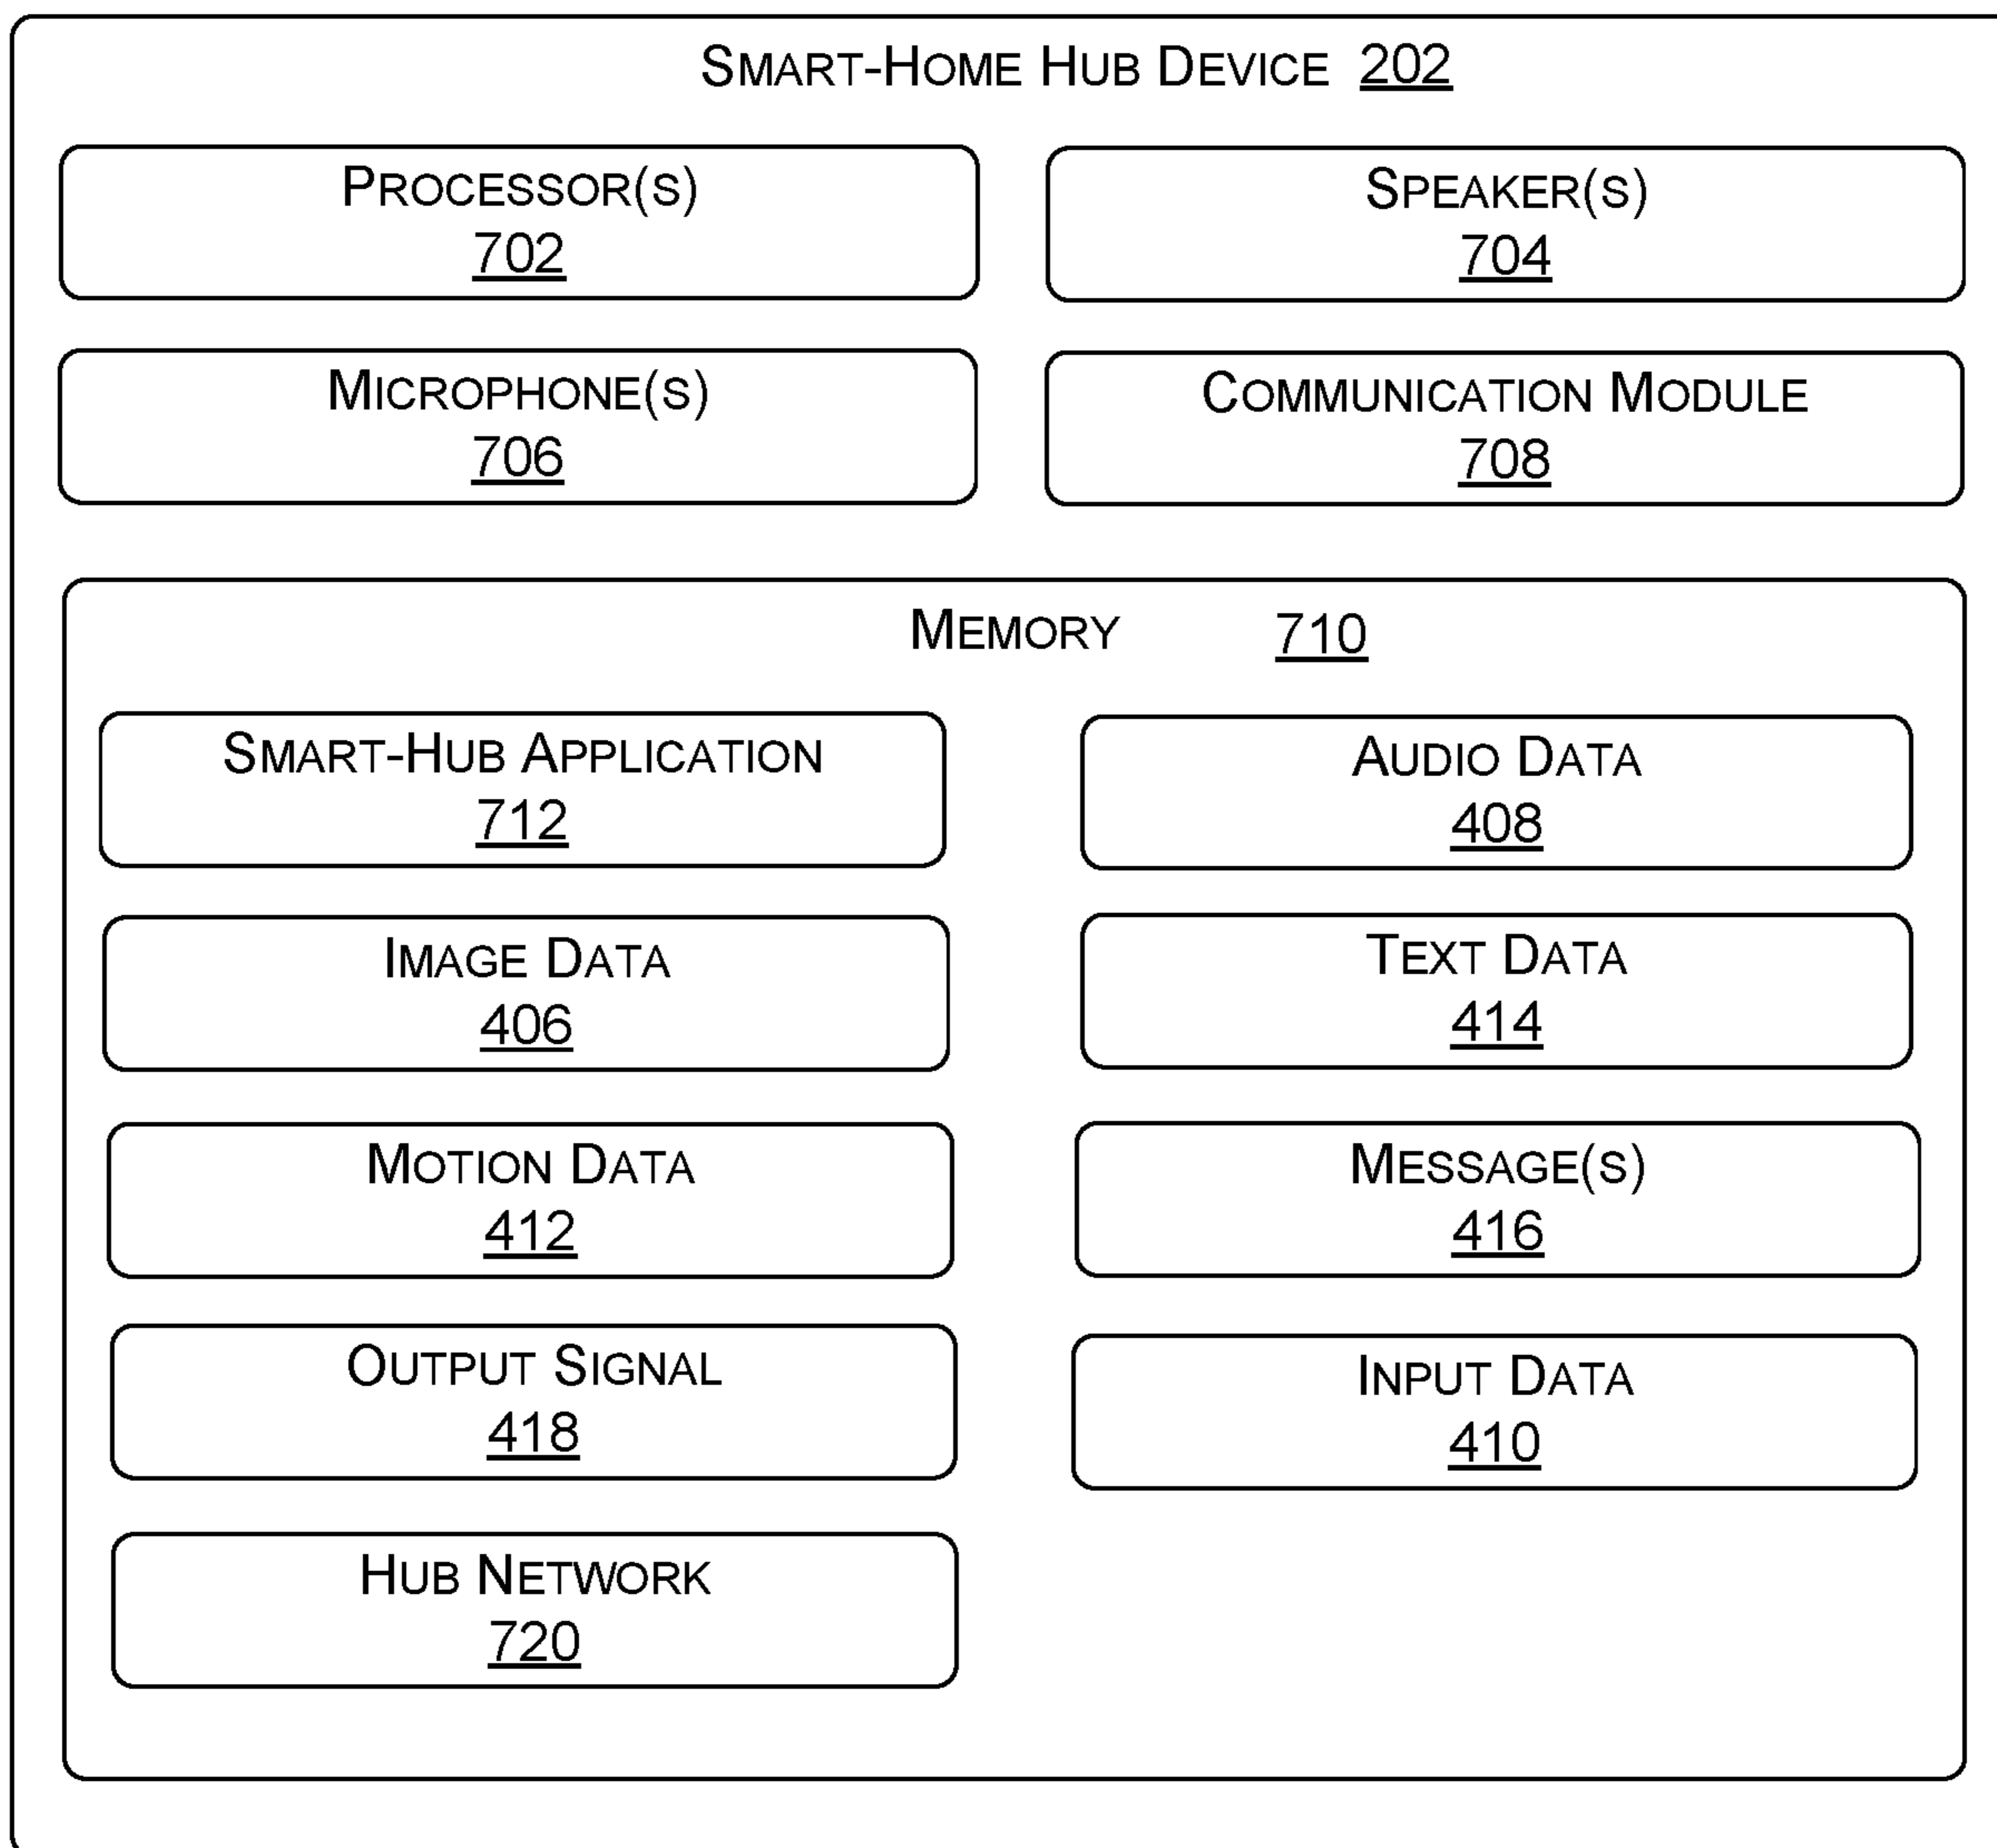 SMART-HOME HUB DEVICE 202
PROCESSOR(S)
702
SPEAKER(S)
704
MICROPHONE(S)
706
COMMUNICATION MODULE
708
MEMORY 710
SMART-HUB APPLICATION
712
AUDIO DATA
408
IMAGE DATA
406
TEXT DATA
414
MOTION DATA
412
MESSAGE(S)
416
OUTPUT SIGNAL
418
INPUT DATA
410
HUB NETWORK
720